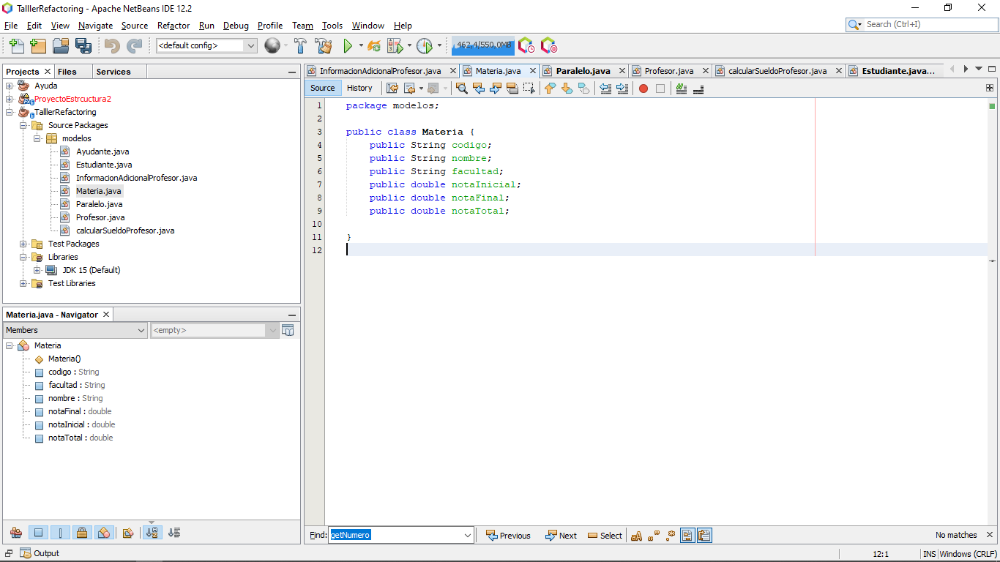 TalllerRefactoring - Apache NetBeans IDE 12.2
File Edit View Navigate Source Refactor Run Debug Profile Team Tools Window Help
Search (Ctrl+I)
<default config>
462,4/550,0MB
Projects Files Services
Ayuda
ProyectoEstrcuctura2
TalllerRefactoring
Source Packages
modelos
Ayudante.java
Estudiante.java
InformacionAdicionalProfesor.java
Materia.java
Paralelo.java
Profesor.java
calcularSueldoProfesor.java
Test Packages
Libraries
JDK 15 (Default)
Test Libraries
Materia.java - Navigator
Members
<empty>
Materia
Materia()
codigo : String
facultad : String
nombre : String
notaFinal : double
notaInicial : double
notaTotal : double
InformacionAdicionalProfesor.java Materia.java Paralelo.java Profesor.java calcularSueldoProfesor.java Estudiante.java...
Source History
1 package modelos;
2
3 public class Materia {
4 public String codigo;
5 public String nombre;
6 public String facultad;
7 public double notaInicial;
8 public double notaFinal;
9 public double notaTotal;
10
11 }
12
Find: getNumero Previous Next Select No matches
Output
12:1 INS Windows (CRLF)